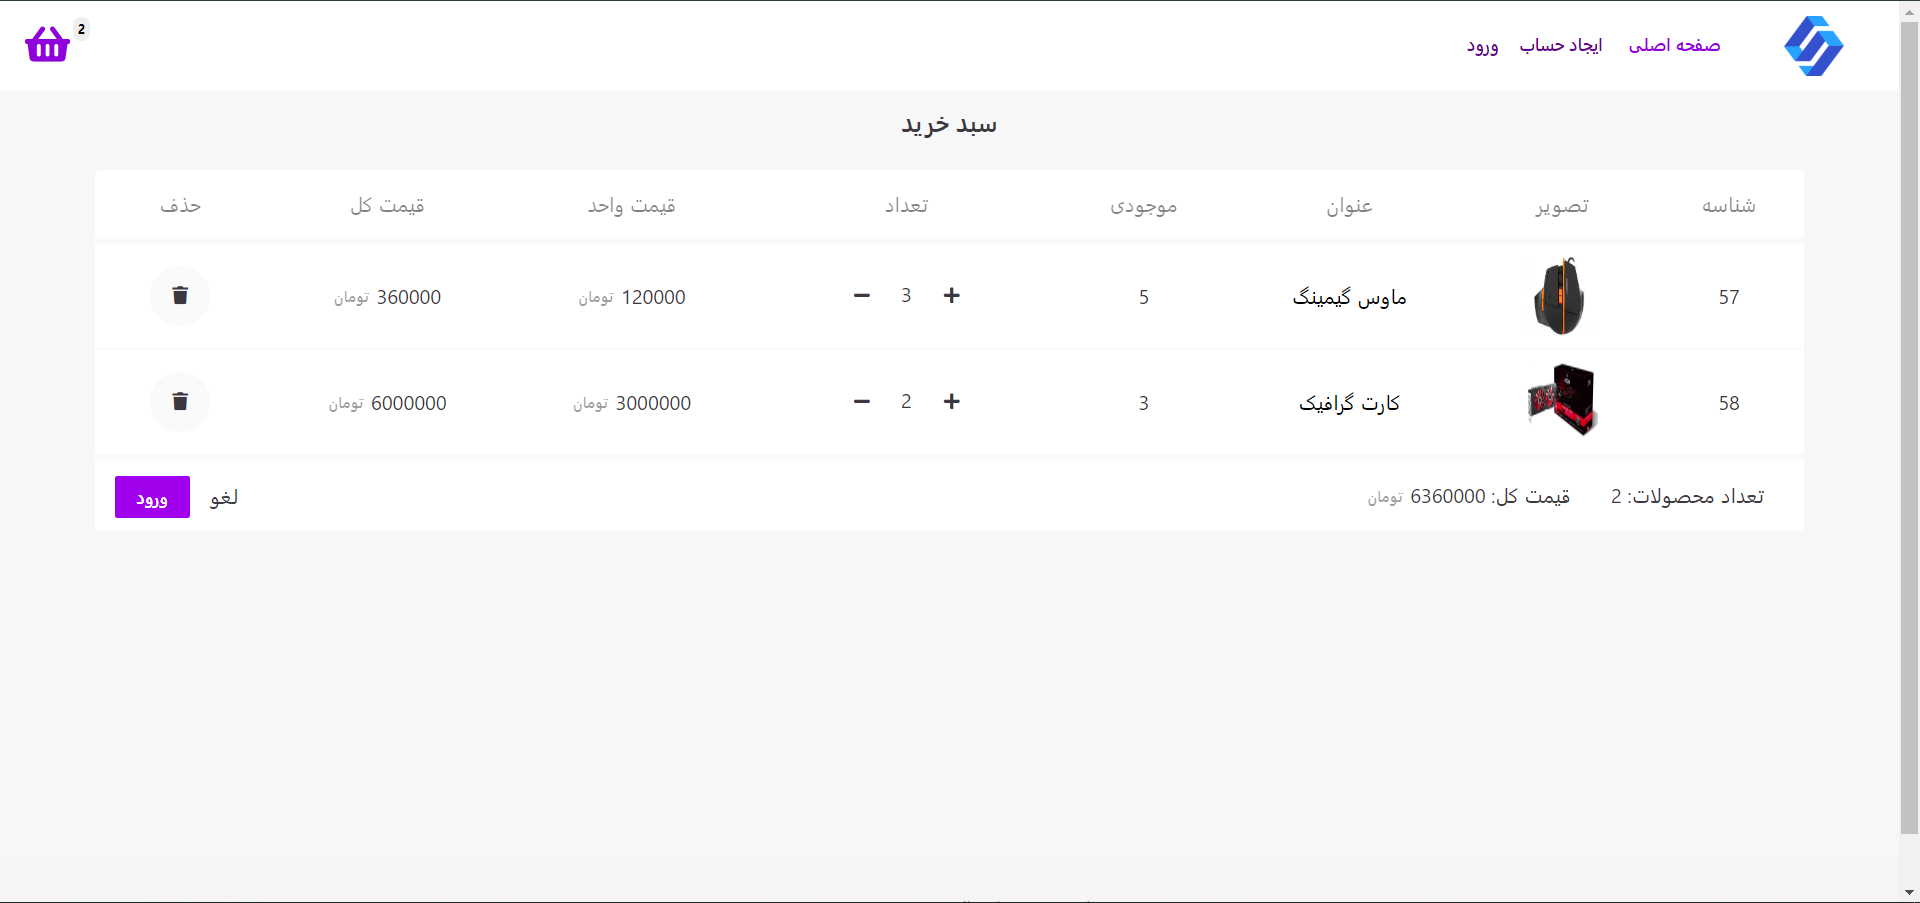 صفحه اصلی ایجاد حساب ورود 2
سبد خرید
شناسه تصویر عنوان موجودی تعداد قیمت واحد قیمت کل حذف
57 ماوس گیمینگ 5 + 3 − 120000 تومان 360000 تومان
58 کارت گرافیک 3 + 2 − 3000000 تومان 6000000 تومان
تعداد محصولات: 2 قیمت کل: 6360000 تومان لغو ورود